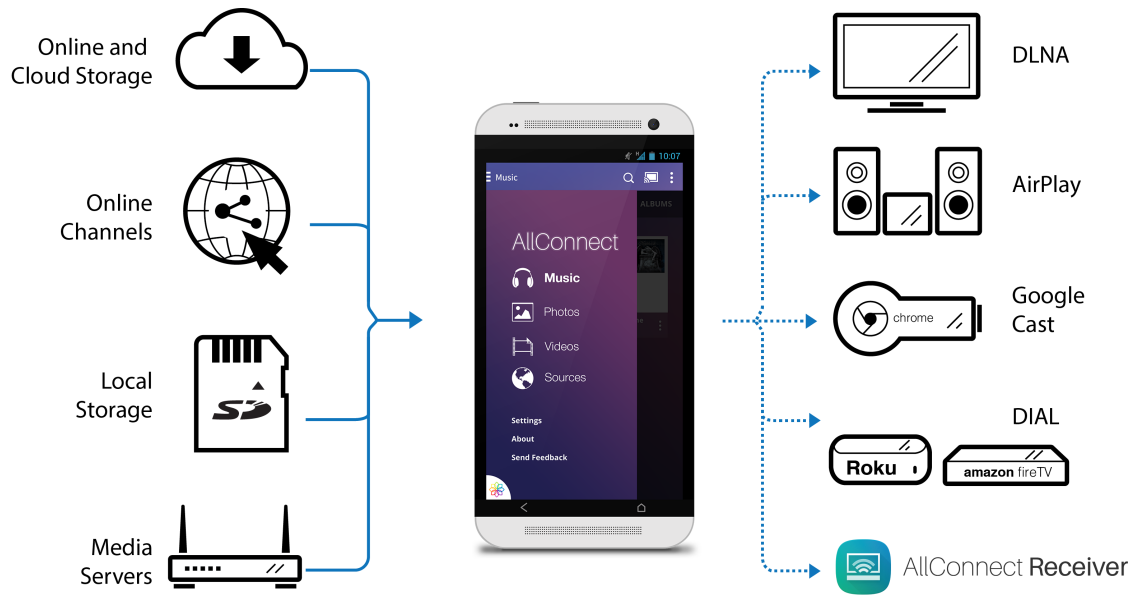 Online and
Cloud Storage
Online
Channels
Local
Storage
SD
Media
Servers
10:07
Music
ALBUMS
AllConnect
Music
Photos
Videos
Sources
Settings
About
Send Feedback
DLNA
AirPlay
chrome
Google
Cast
DIAL
Roku
amazon fireTV
AllConnect Receiver